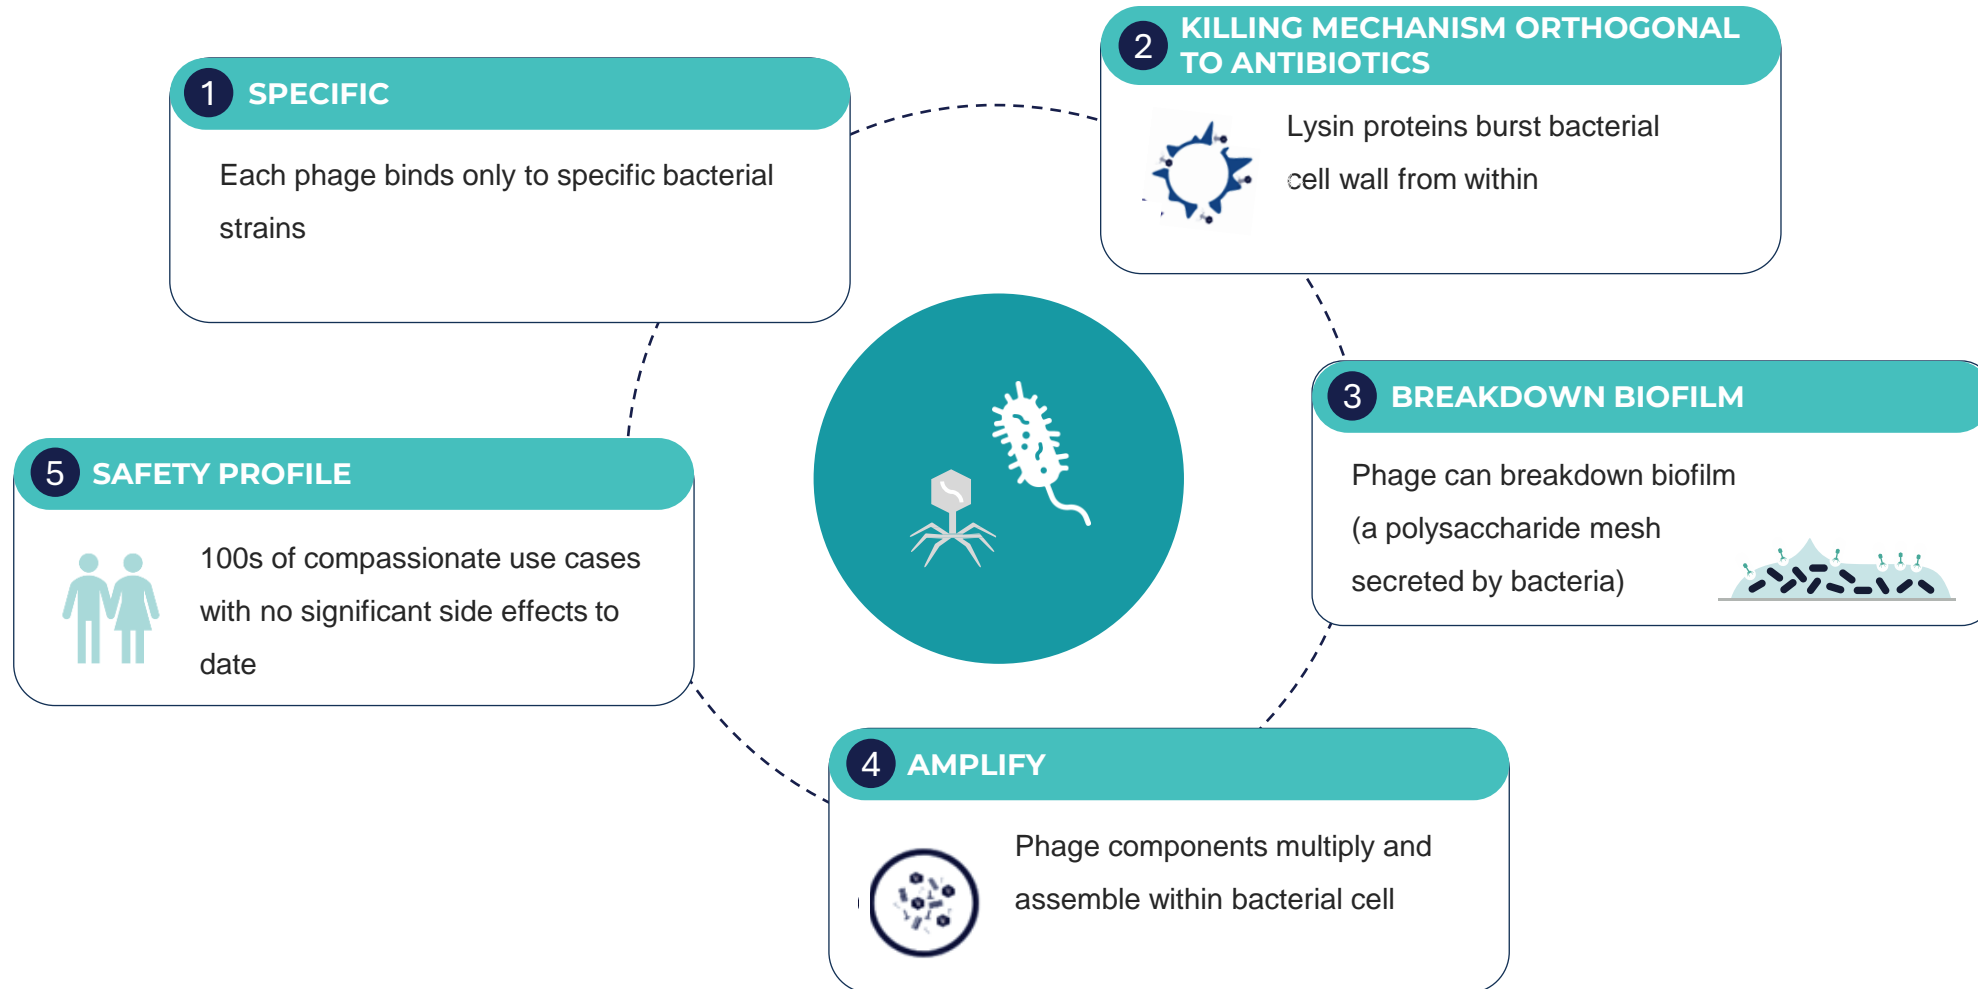 1 SPECIFIC
Each phage binds only to specific bacterial
strains
2 KILLING MECHANISM ORTHOGONAL
TO ANTIBIOTICS
Lysin proteins burst bacterial
cell wall from within
3 BREAKDOWN BIOFILM
Phage can breakdown biofilm
(a polysaccharide mesh
secreted by bacteria)
4 AMPLIFY
Phage components multiply and
assemble within bacterial cell
5 SAFETY PROFILE
100s of compassionate use cases
with no significant side effects to
date